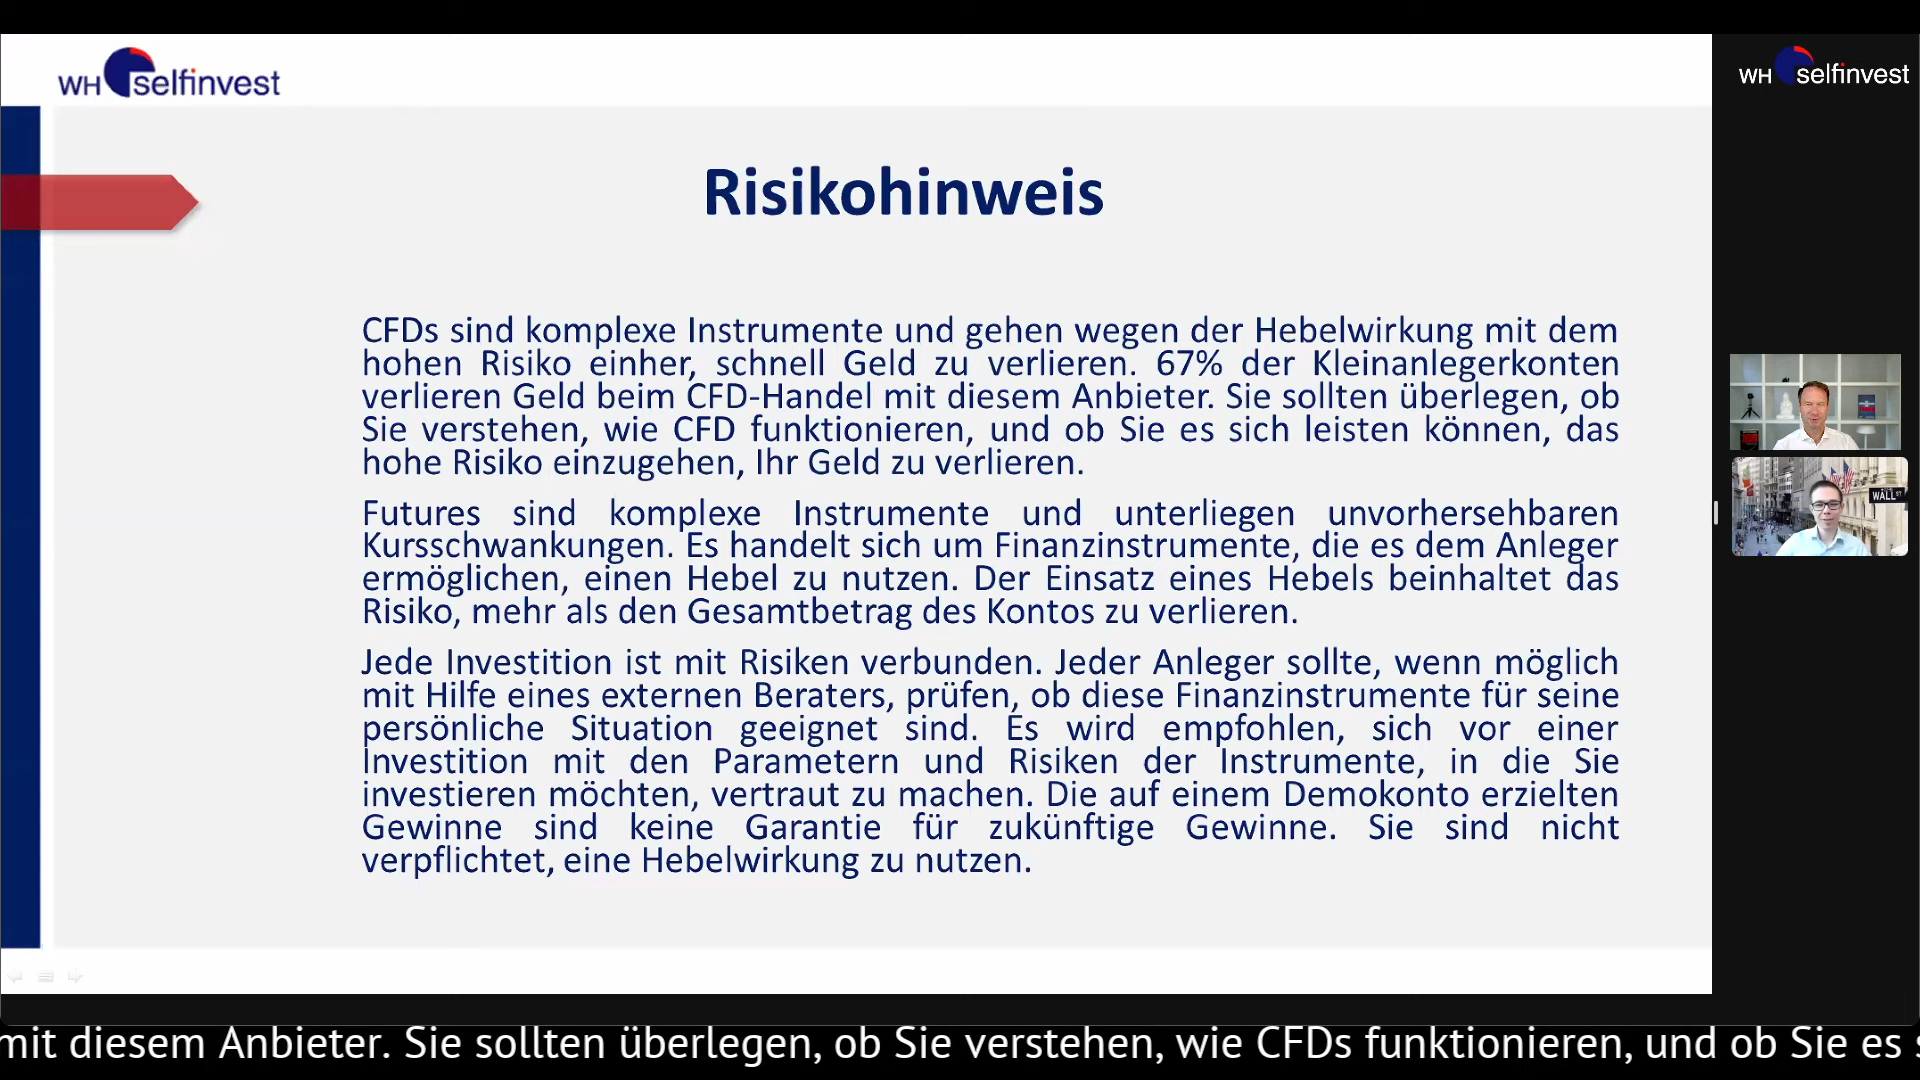 WH selfinvest
WH selfinvest
Risikohinweis
CFDs sind komplexe Instrumente und gehen wegen der Hebelwirkung mit dem
hohen Risiko einher, schnell Geld zu verlieren. 67% der Kleinanlegerkonten
verlieren Geld beim CFD-Handel mit diesem Anbieter. Sie sollten überlegen, ob
Sie verstehen, wie CFD funktionieren, und ob Sie es sich leisten können, das
hohe Risiko einzugehen, Ihr Geld zu verlieren.
Futures sind komplexe Instrumente und unterliegen unvorhersehbaren
Kursschwankungen. Es handelt sich um Finanzinstrumente, die es dem Anleger
ermöglichen, einen Hebel zu nutzen. Der Einsatz eines Hebels beinhaltet das
Risiko, mehr als den Gesamtbetrag des Kontos zu verlieren.
Jede Investition ist mit Risiken verbunden. Jeder Anleger sollte, wenn möglich
mit Hilfe eines externen Beraters, prüfen, ob diese Finanzinstrumente für seine
persönliche Situation geeignet sind. Es wird empfohlen, sich vor einer
Investition mit den Parametern und Risiken der Instrumente, in die Sie
investieren möchten, vertraut zu machen. Die auf einem Demokonto erzielten
Gewinne sind keine Garantie für zukünftige Gewinne. Sie sind nicht
verpflichtet, eine Hebelwirkung zu nutzen.
WALL ST
mit diesem Anbieter. Sie sollten überlegen, ob Sie verstehen, wie CFDs funktionieren, und ob Sie es